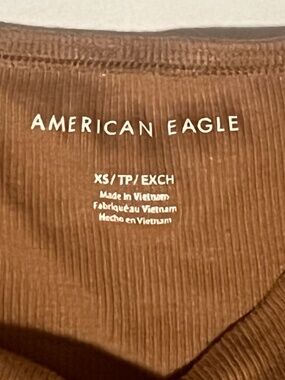 AMERICAN EAGLE
XS/TP/EXCH
Made in Vietnam
Fabriqué au Vietnam
Hecho en Vietnam